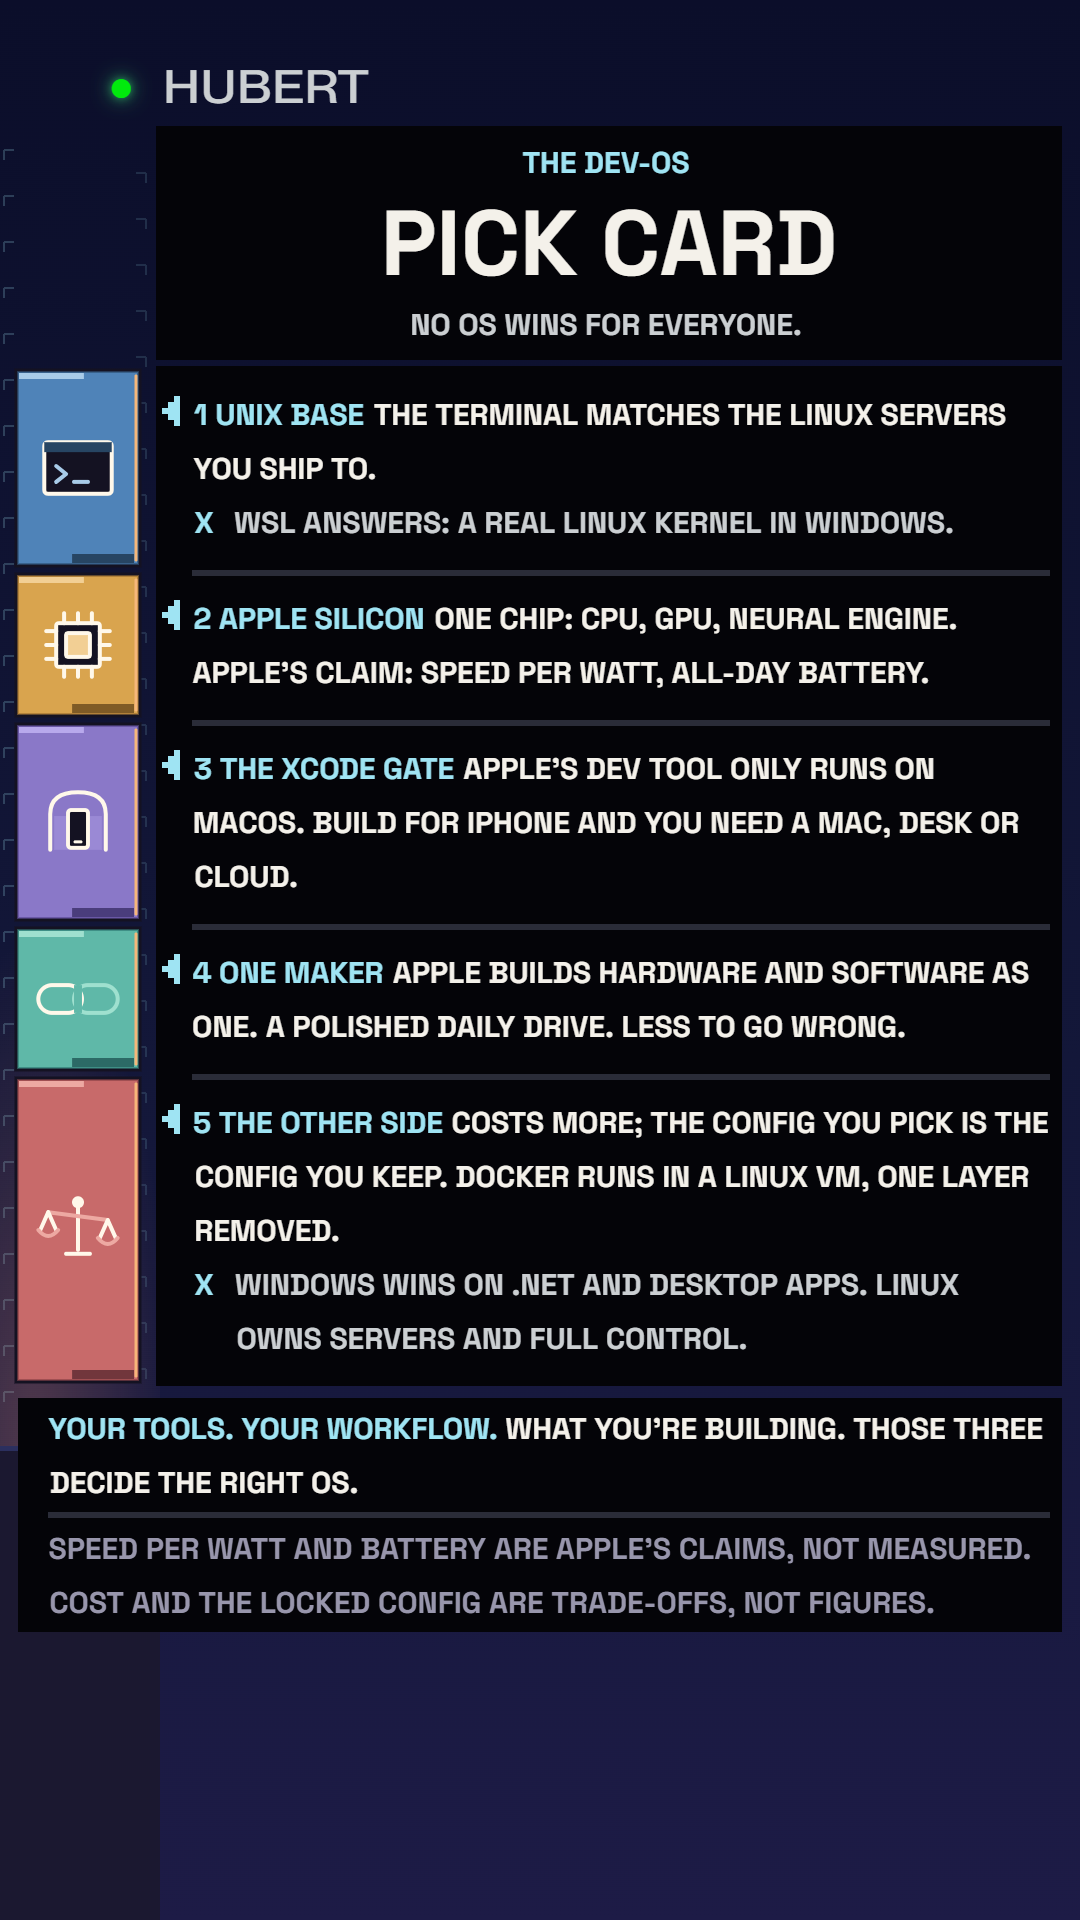 HUBERT
THE DEV-OS
PICK CARD
NO OS WINS FOR EVERYONE.
1 UNIX BASE THE TERMINAL MATCHES THE LINUX SERVERS
YOU SHIP TO.
X WSL ANSWERS: A REAL LINUX KERNEL IN WINDOWS.
2 APPLE SILICON ONE CHIP: CPU, GPU, NEURAL ENGINE.
APPLE’S CLAIM: SPEED PER WATT, ALL-DAY BATTERY.
3 THE XCODE GATE APPLE’S DEV TOOL ONLY RUNS ON
MACOS. BUILD FOR IPHONE AND YOU NEED A MAC, DESK OR
CLOUD.
4 ONE MAKER APPLE BUILDS HARDWARE AND SOFTWARE AS
ONE. A POLISHED DAILY DRIVE. LESS TO GO WRONG.
5 THE OTHER SIDE COSTS MORE; THE CONFIG YOU PICK IS THE
CONFIG YOU KEEP. DOCKER RUNS IN A LINUX VM, ONE LAYER
REMOVED.
X WINDOWS WINS ON .NET AND DESKTOP APPS. LINUX
OWNS SERVERS AND FULL CONTROL.
YOUR TOOLS. YOUR WORKFLOW. WHAT YOU’RE BUILDING. THOSE THREE
DECIDE THE RIGHT OS.
SPEED PER WATT AND BATTERY ARE APPLE’S CLAIMS, NOT MEASURED.
COST AND THE LOCKED CONFIG ARE TRADE-OFFS, NOT FIGURES.